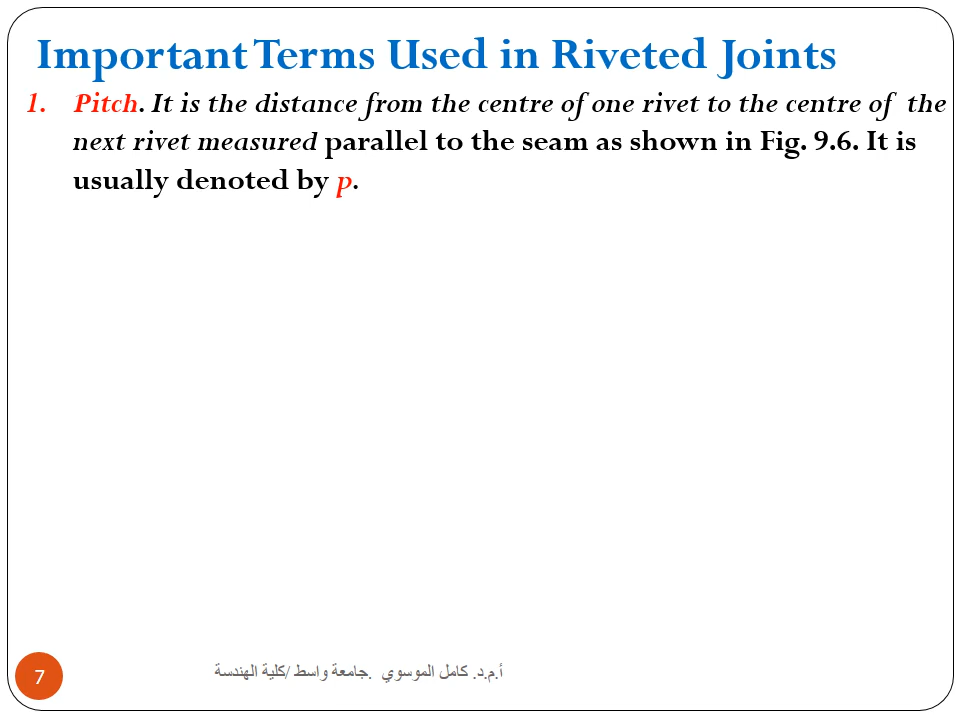 Important Terms Used in Riveted Joints
1. Pitch. It is the distance from the centre of one rivet to the centre of the
next rivet measured parallel to the seam as shown in Fig. 9.6. It is
usually denoted by p.
7
أ.م.د. كامل الموسوي .جامعة واسط /كلية الهندسة